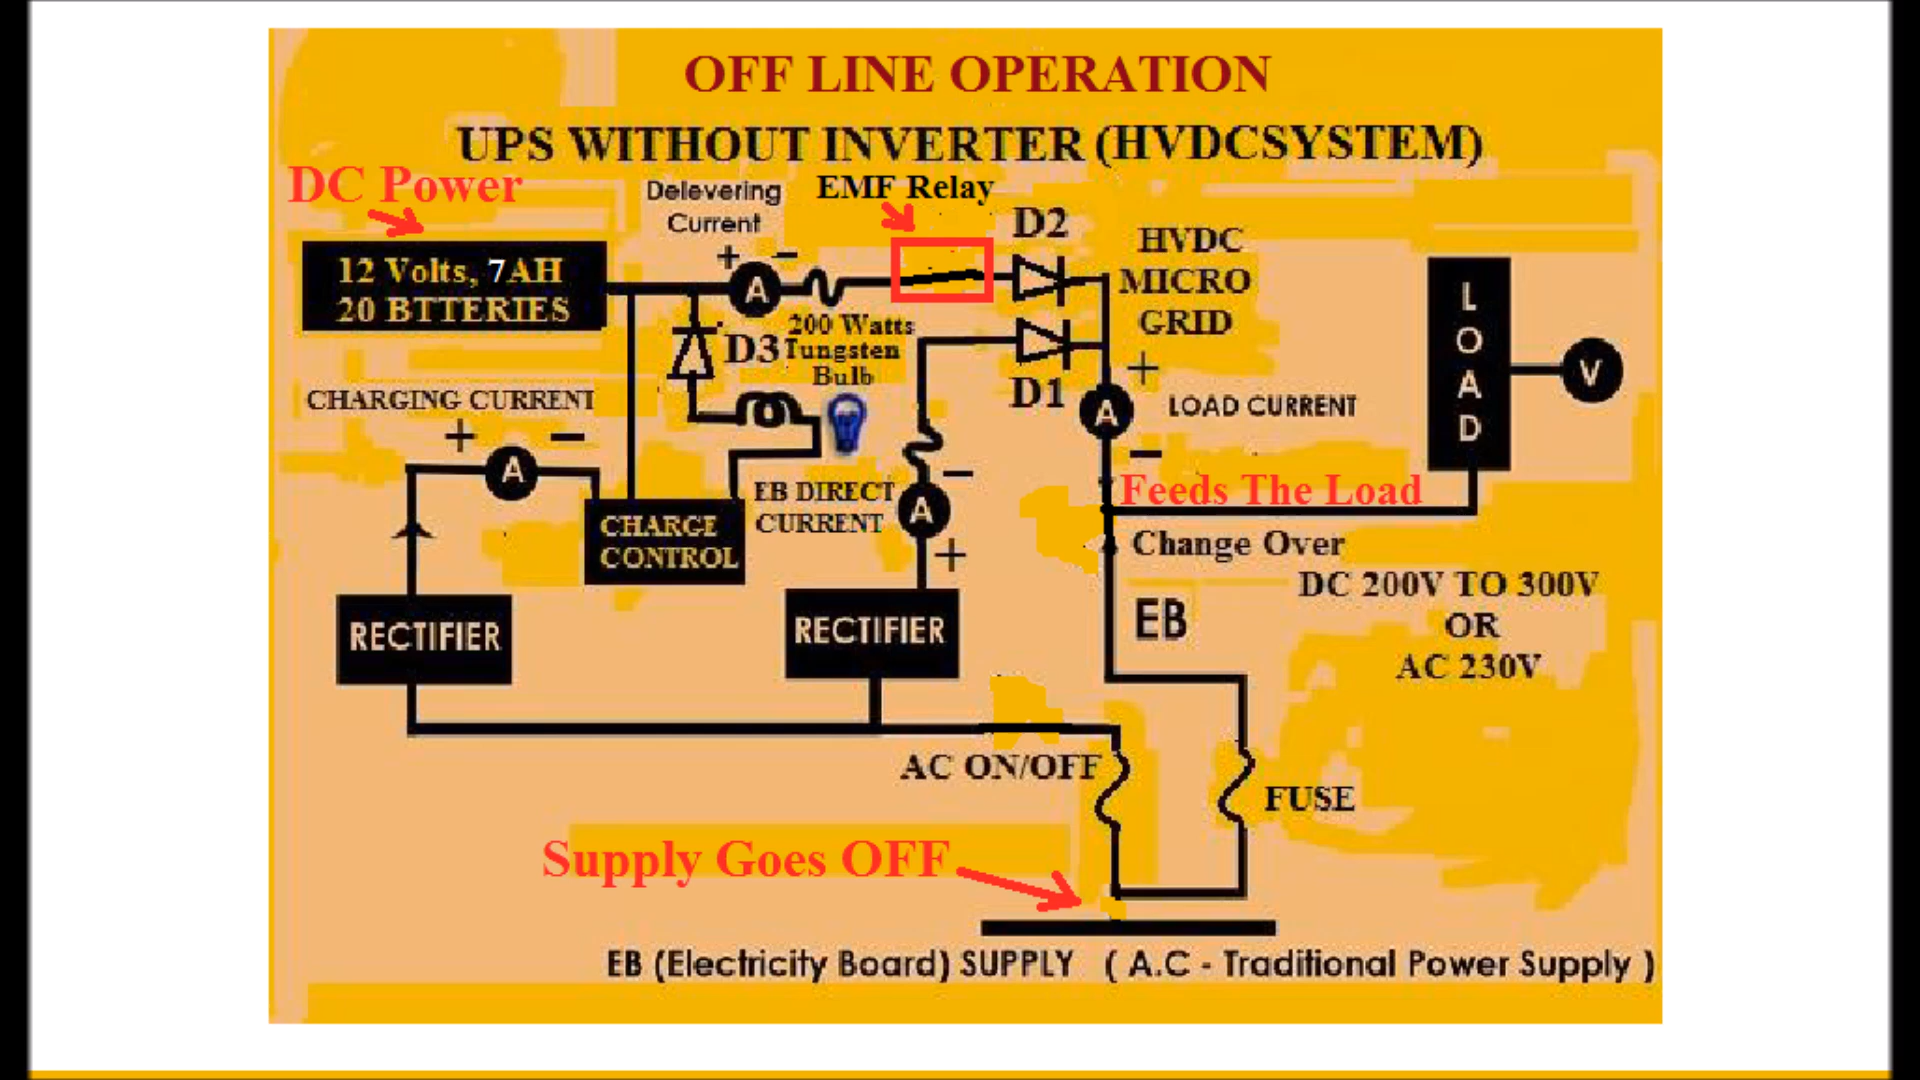 OFF LINE OPERATION
UPS WITHOUT INVERTER (HVDCSYSTEM)
DC Power
Delevering
Current
EMF Relay
+ −
D2
HVDC
MICRO
GRID
12 Volts, 7AH
20 BTTERIES
A
200 Watts
Tungsten
Bulb
D3
D1
L
O
A
D
V
CHARGING CURRENT
+ −
A
+
A
LOAD CURRENT
−
EB DIRECT
CURRENT
−
A
+
Feeds The Load
CHARGE
CONTROL
Change Over
DC 200V TO 300V
OR
AC 230V
EB
RECTIFIER
RECTIFIER
AC ON/OFF
FUSE
Supply Goes OFF
EB (Electricity Board) SUPPLY ( A.C - Traditional Power Supply )